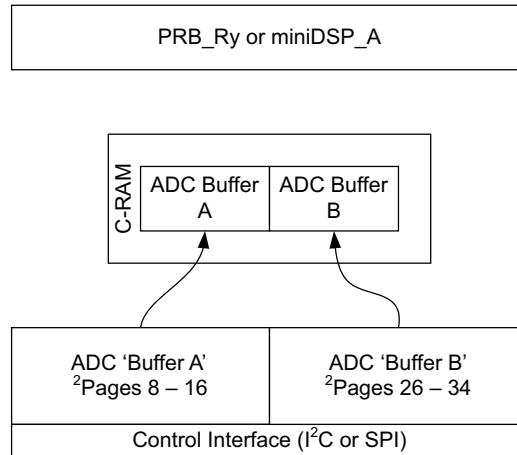 PRB_Ry or miniDSP_A
C-RAM
ADC Buffer
A
ADC Buffer
B
ADC ‘Buffer A’
²Pages 8 – 16
ADC ‘Buffer B’
²Pages 26 – 34
Control Interface (I²C or SPI)